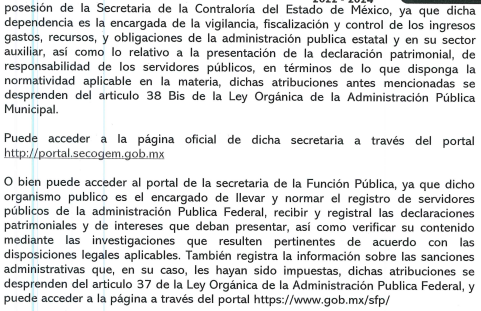 2022 - 2024
posesión de la Secretaria de la Contraloría del Estado de México, ya que dicha
dependencia es la encargada de la vigilancia, fiscalización y control de los ingresos
gastos, recursos, y obligaciones de la administración publica estatal y en su sector
auxiliar, así como lo relativo a la presentación de la declaración patrimonial, de
responsabilidad de los servidores públicos, en términos de lo que disponga la
normatividad aplicable en la materia, dichas atribuciones antes mencionadas se
desprenden del articulo 38 Bis de la Ley Orgánica de la Administración Pública
Municipal.
Puede acceder a la página oficial de dicha secretaria a través del portal
http://portal.secogem.gob.mx
O bien puede acceder al portal de la secretaria de la Función Pública, ya que dicho
organismo publico es el encargado de llevar y normar el registro de servidores
públicos de la administración Publica Federal, recibir y registral las declaraciones
patrimoniales y de intereses que deban presentar, así como verificar su contenido
mediante las investigaciones que resulten pertinentes de acuerdo con las
disposiciones legales aplicables. También registra la información sobre las sanciones
administrativas que, en su caso, les hayan sido impuestas, dichas atribuciones se
desprenden del articulo 37 de la Ley Orgánica de la Administración Publica Federal, y
puede acceder a la página a través del portal https://www.gob.mx/sfp/